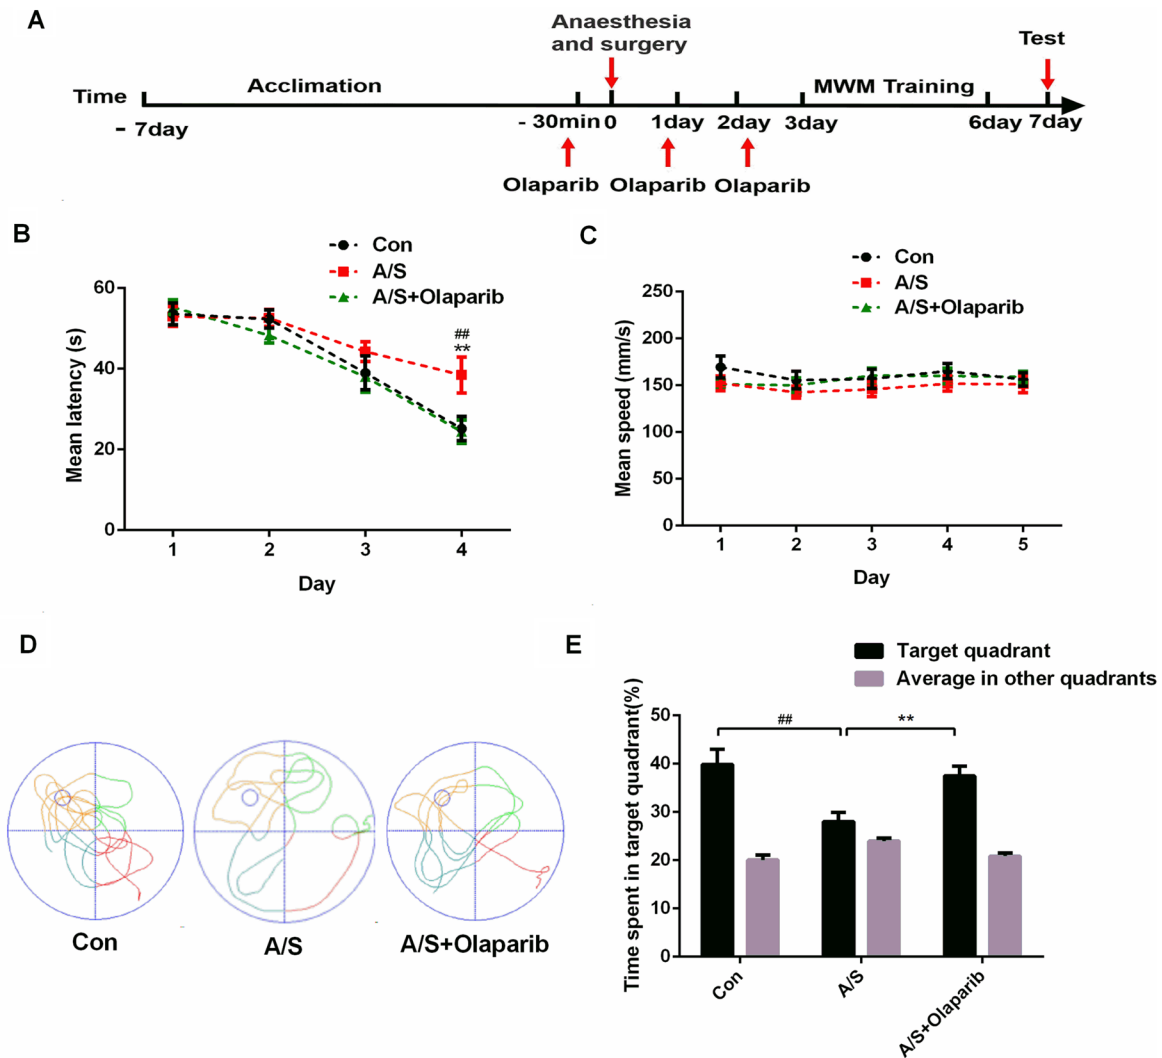 A
Anaesthesia
and surgery
Test
Acclimation
MWM Training
Time
- 7day
- 30min 0 1day 2day 3day 6day 7day
Olaparib Olaparib Olaparib
B
Con
A/S
A/S+Olaparib
60
40
20
0
Mean latency (s)
##
**
1 2 3 4
Day
C
Con
A/S
A/S+Olaparib
250
200
150
100
50
0
Mean speed (mm/s)
1 2 3 4 5
Day
D
Con
A/S
A/S+Olaparib
E
Target quadrant
Average in other quadrants
Time spent in target quadrant(%)
50
40
30
20
10
0
##
**
Con
A/S
A/S+Olaparib